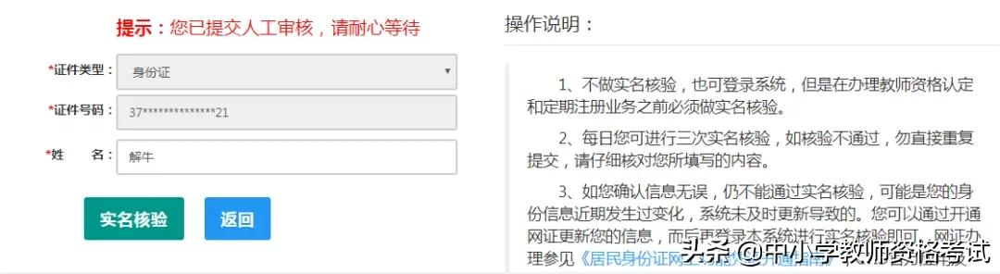 提示：您已提交人工审核，请耐心等待
*证件类型：
身份证
*证件号码：
37**************21
*姓 名：
解牛
实名核验
返回
操作说明：
1、不做实名核验，也可登录系统，但是在办理教师资格认定
和定期注册业务之前必须做实名核验。
2、每日您可进行三次实名核验，如核验不通过，勿直接重复
提交，请仔细核对您所填写的内容。
3、如您确认信息无误，仍不能通过实名核验，可能是您的身
份信息近期发生过变化，系统未及时更新导致的。您可以通过开通
网证更新您的信息，而后再登录本系统进行实名核验即可，网证办
理参见《居民身份证网
头条@中小学教师资格考试